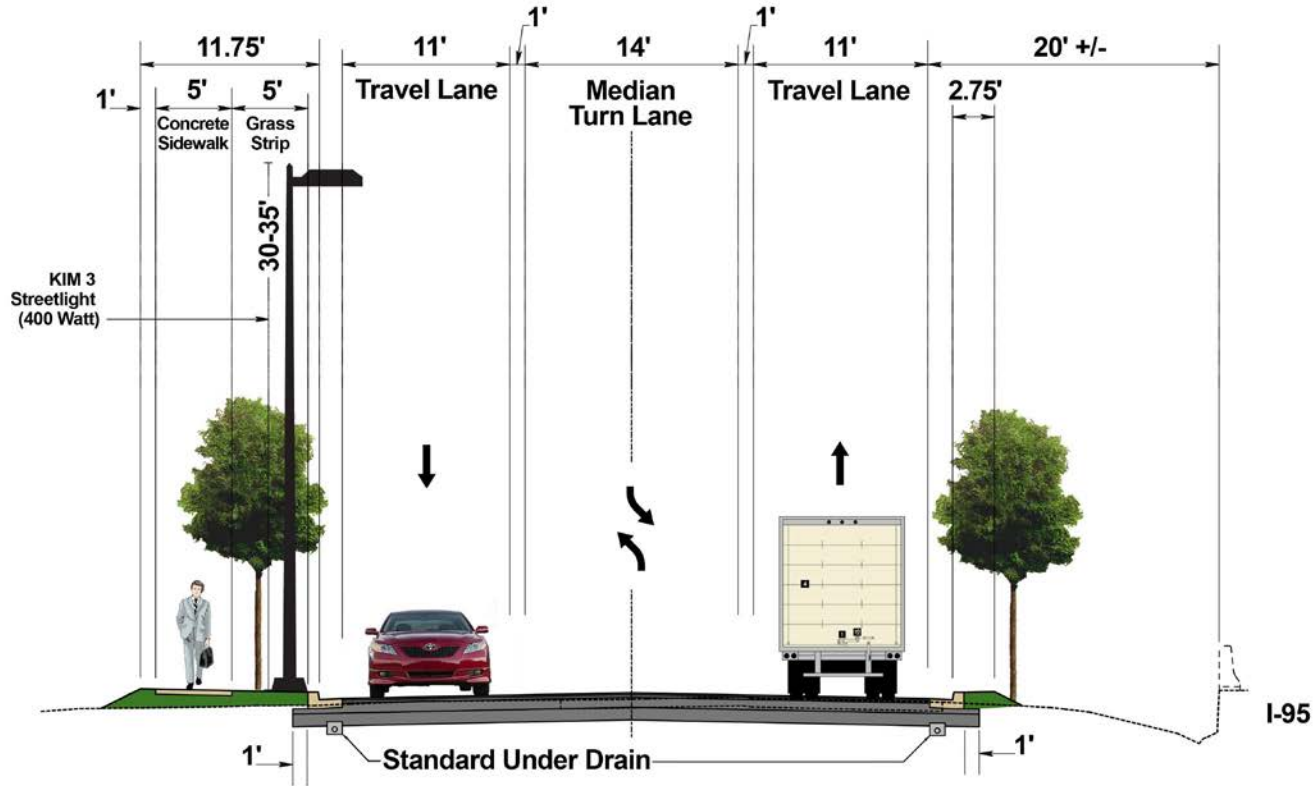 1'
1'
11.75'
11'
14'
11'
20' +/-
1'
5'
5'
Travel Lane
Median
Turn Lane
Travel Lane
2.75'
Concrete
Sidewalk
Grass
Strip
30-35'
KIM 3
Streetlight
(400 Watt)
I-95
1'
Standard Under Drain
1'